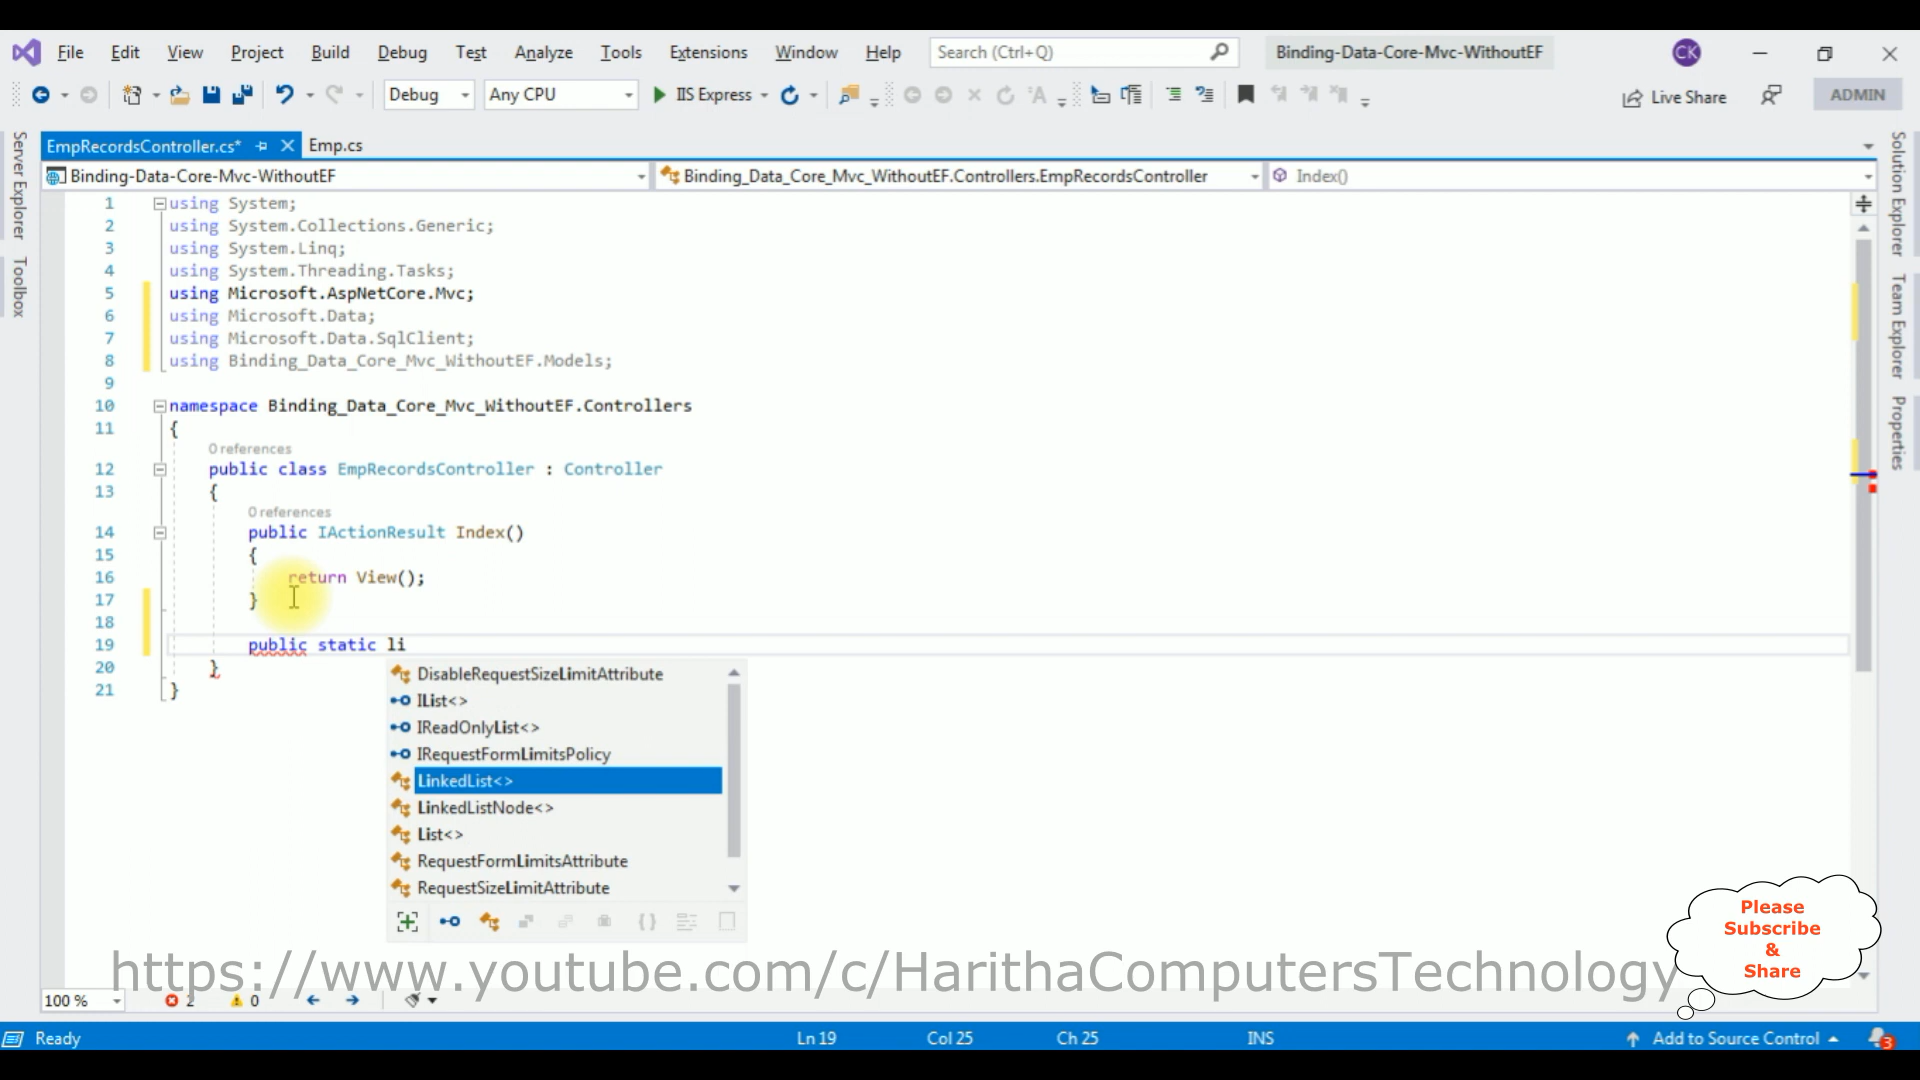 File Edit View Project Build Debug Test Analyze Tools Extensions Window Help Search (Ctrl+Q) Binding-Data-Core-Mvc-WithoutEF CK
Debug Any CPU IIS Express Live Share ADMIN
EmpRecordsController.cs* Emp.cs
Binding-Data-Core-Mvc-WithoutEF Binding_Data_Core_Mvc_WithoutEF.Controllers.EmpRecordsController Index()
Server Explorer
Toolbox
Solution Explorer
Team Explorer
Properties
1 using System;
2 using System.Collections.Generic;
3 using System.Linq;
4 using System.Threading.Tasks;
5 using Microsoft.AspNetCore.Mvc;
6 using Microsoft.Data;
7 using Microsoft.Data.SqlClient;
8 using Binding_Data_Core_Mvc_WithoutEF.Models;
9
10 namespace Binding_Data_Core_Mvc_WithoutEF.Controllers
11 {
0 references
12 public class EmpRecordsController : Controller
13 {
0 references
14 public IActionResult Index()
15 {
16 return View();
17 }
18
19 public static li
20 }
21 }
DisableRequestSizeLimitAttribute
IList<>
IReadOnlyList<>
IRequestFormLimitsPolicy
LinkedList<>
LinkedListNode<>
List<>
RequestFormLimitsAttribute
RequestSizeLimitAttribute
Please
Subscribe
&
Share
https://www.youtube.com/c/HarithaComputersTechnology
100 % 2 0
Ready Ln 19 Col 25 Ch 25 INS Add to Source Control 3